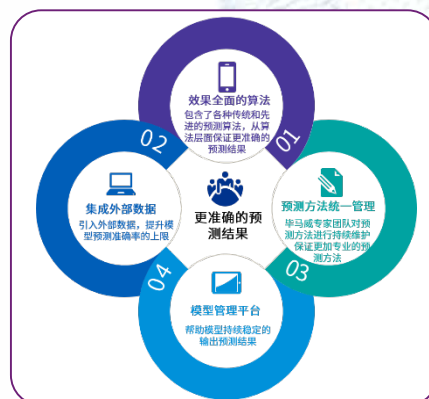 效果全面的算法
包含了各种传统和先
进的预测算法，从算
法层面保证更准确的
预测结果
01
02
集成外部数据
引入外部数据，提升模
型预测准确率的上限
更准确的预
测结果
预测方法统一管理
毕马威专家团队对预
测方法进行持续维护
保证更加专业的预
测方法
03
04
模型管理平台
帮助模型持续稳定的
输出预测结果